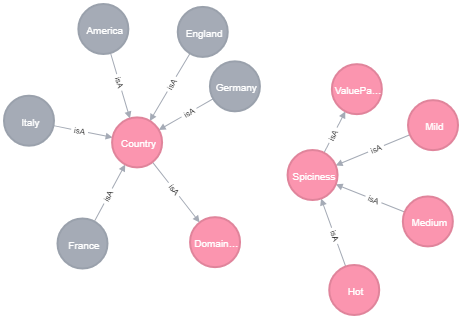 America
England
Germany
Italy
Country
France
Domain...
isA
isA
isA
isA
isA
isA
ValuePa...
Mild
Spiciness
Medium
Hot
isA
isA
isA
isA